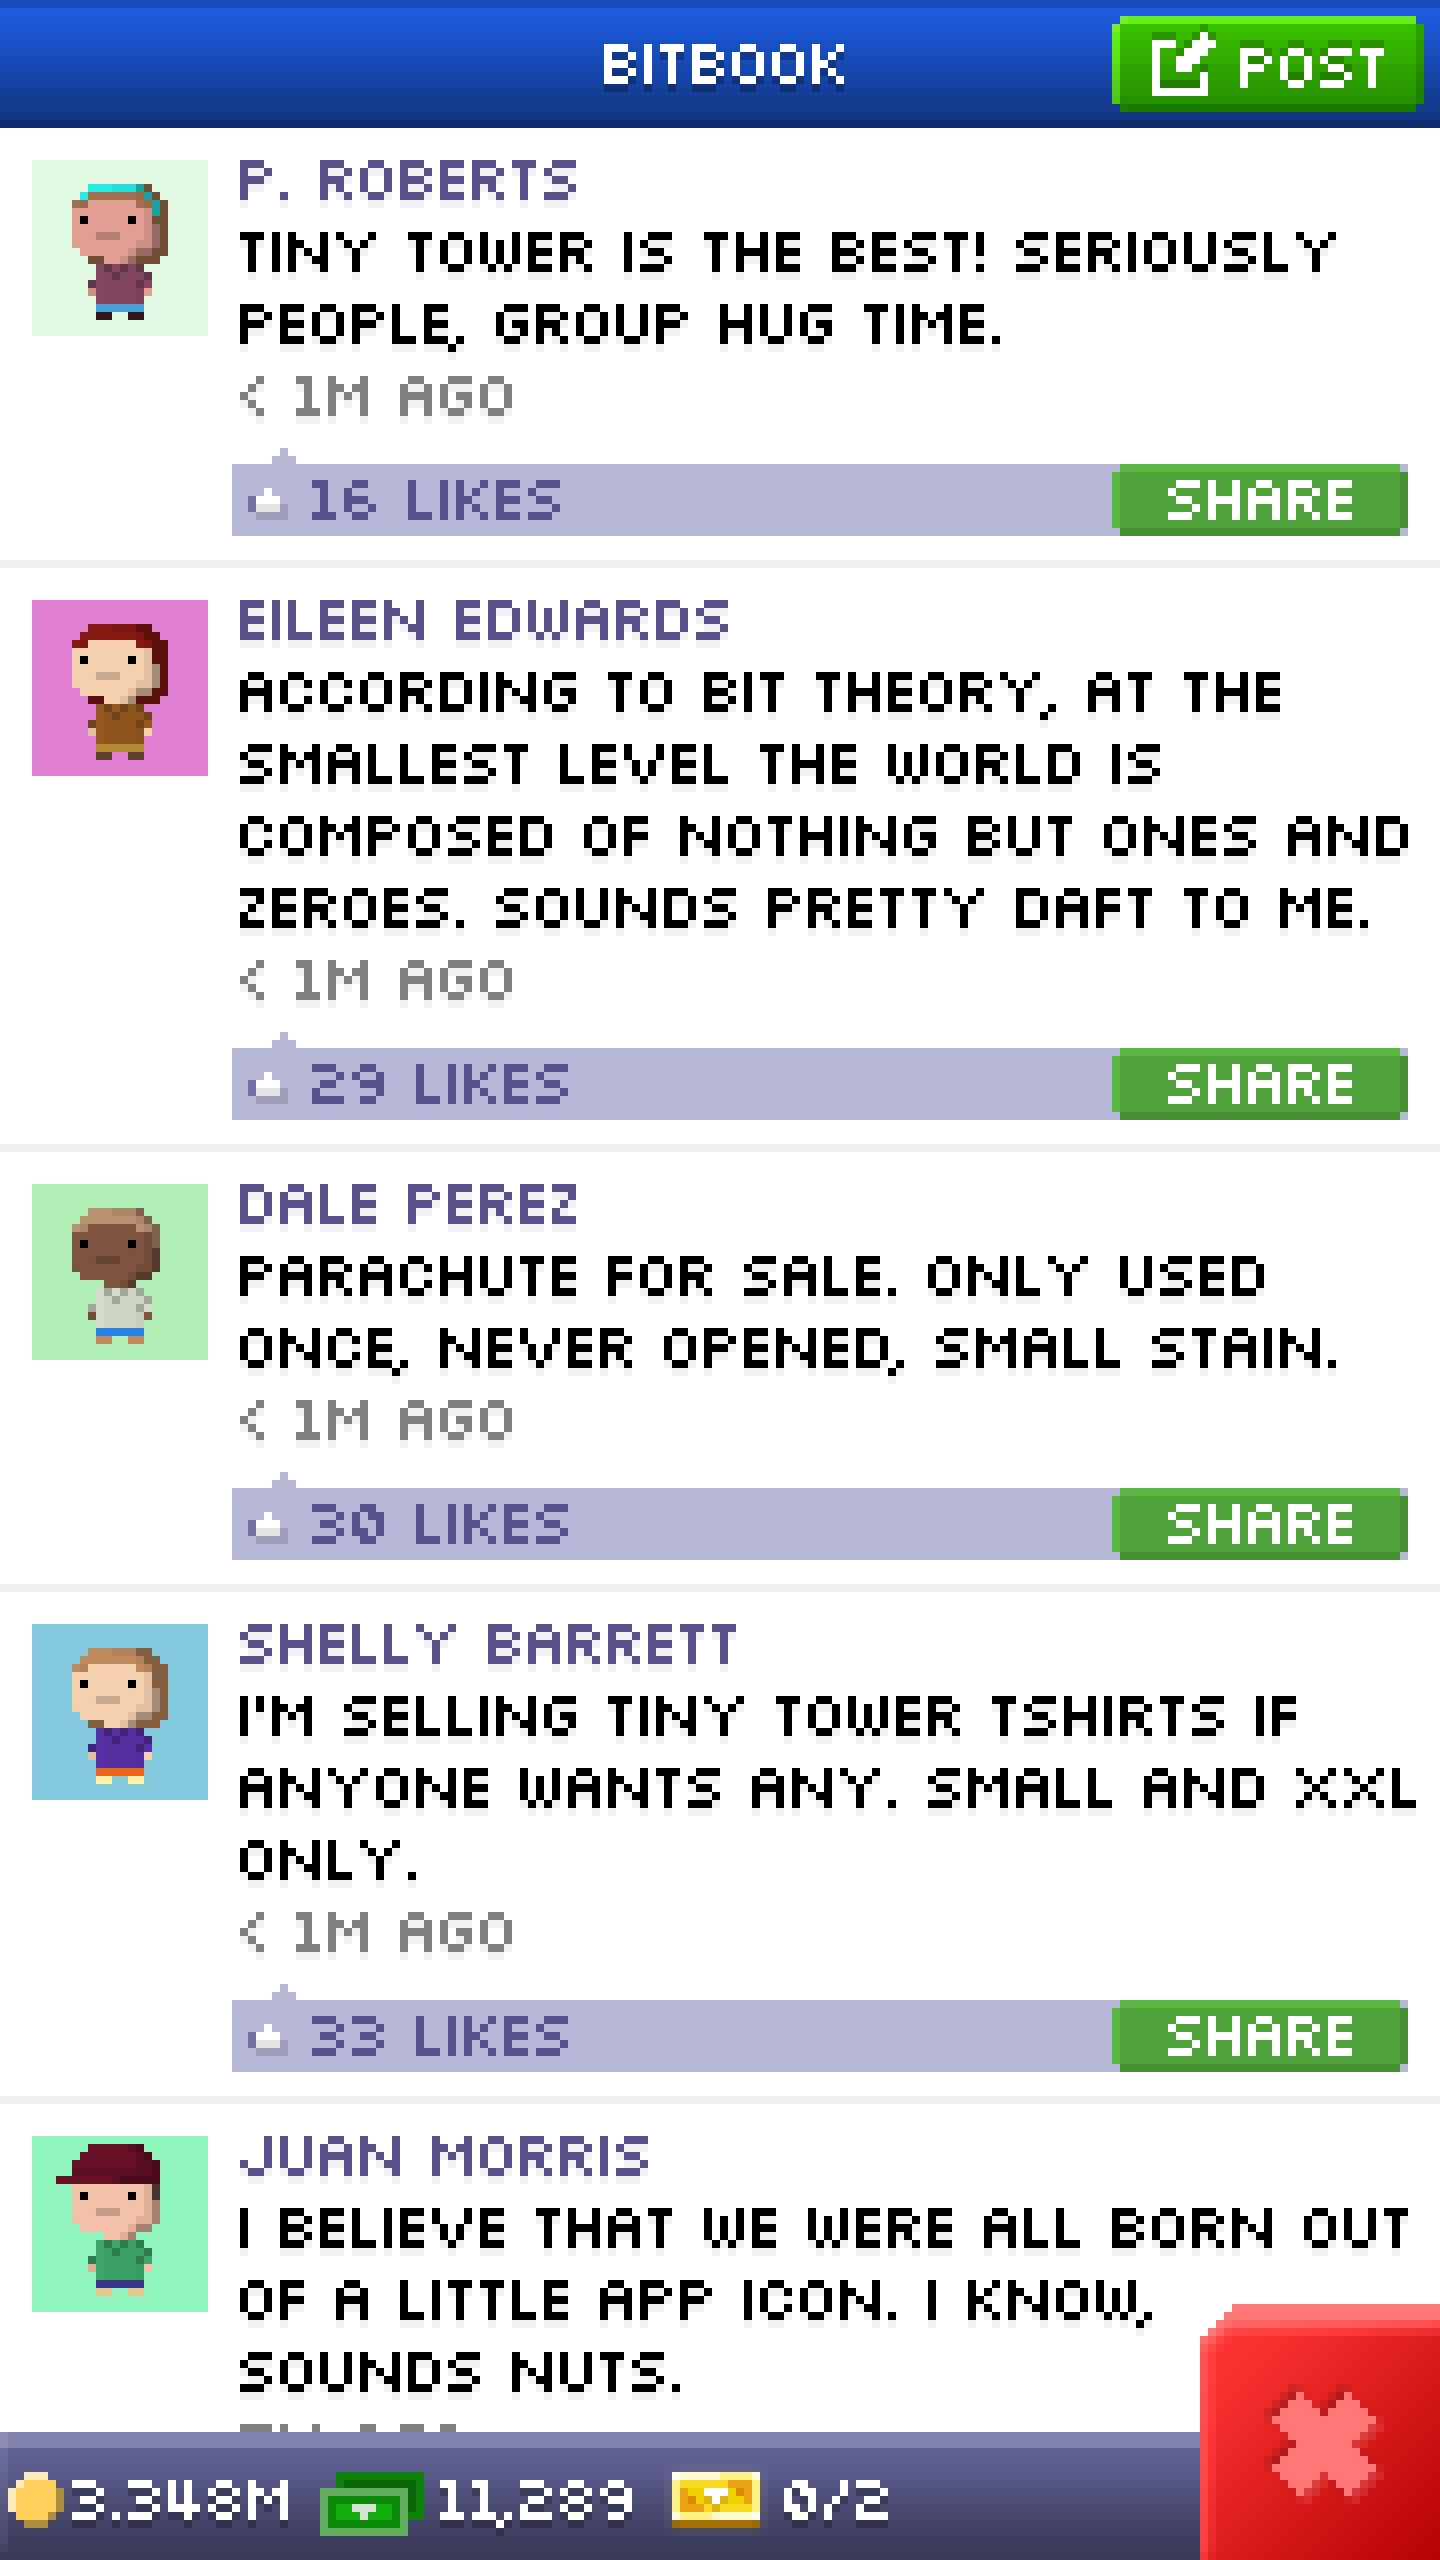 BITBOOK
POST
P. ROBERTS
TINY TOWER IS THE BEST! SERIOUSLY
PEOPLE, GROUP HUG TIME.
< 1M AGO
16 LIKES
SHARE
EILEEN EDWARDS
ACCORDING TO BIT THEORY, AT THE
SMALLEST LEVEL THE WORLD IS
COMPOSED OF NOTHING BUT ONES AND
ZEROES. SOUNDS PRETTY DAFT TO ME.
< 1M AGO
29 LIKES
SHARE
DALE PEREZ
PARACHUTE FOR SALE. ONLY USED
ONCE, NEVER OPENED, SMALL STAIN.
< 1M AGO
30 LIKES
SHARE
SHELLY BARRETT
I'M SELLING TINY TOWER TSHIRTS IF
ANYONE WANTS ANY. SMALL AND XXL
ONLY.
< 1M AGO
33 LIKES
SHARE
JUAN MORRIS
I BELIEVE THAT WE WERE ALL BORN OUT
OF A LITTLE APP ICON. I KNOW,
SOUNDS NUTS.
3.348M 11,289 0/2